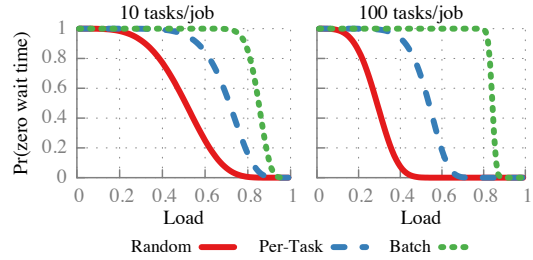 10 tasks/job
100 tasks/job
Pr(zero wait time)
1
0.8
0.6
0.4
0.2
0
0 0.2 0.4 0.6 0.8 1
0 0.2 0.4 0.6 0.8 1
Load
Load
Random Per-Task Batch